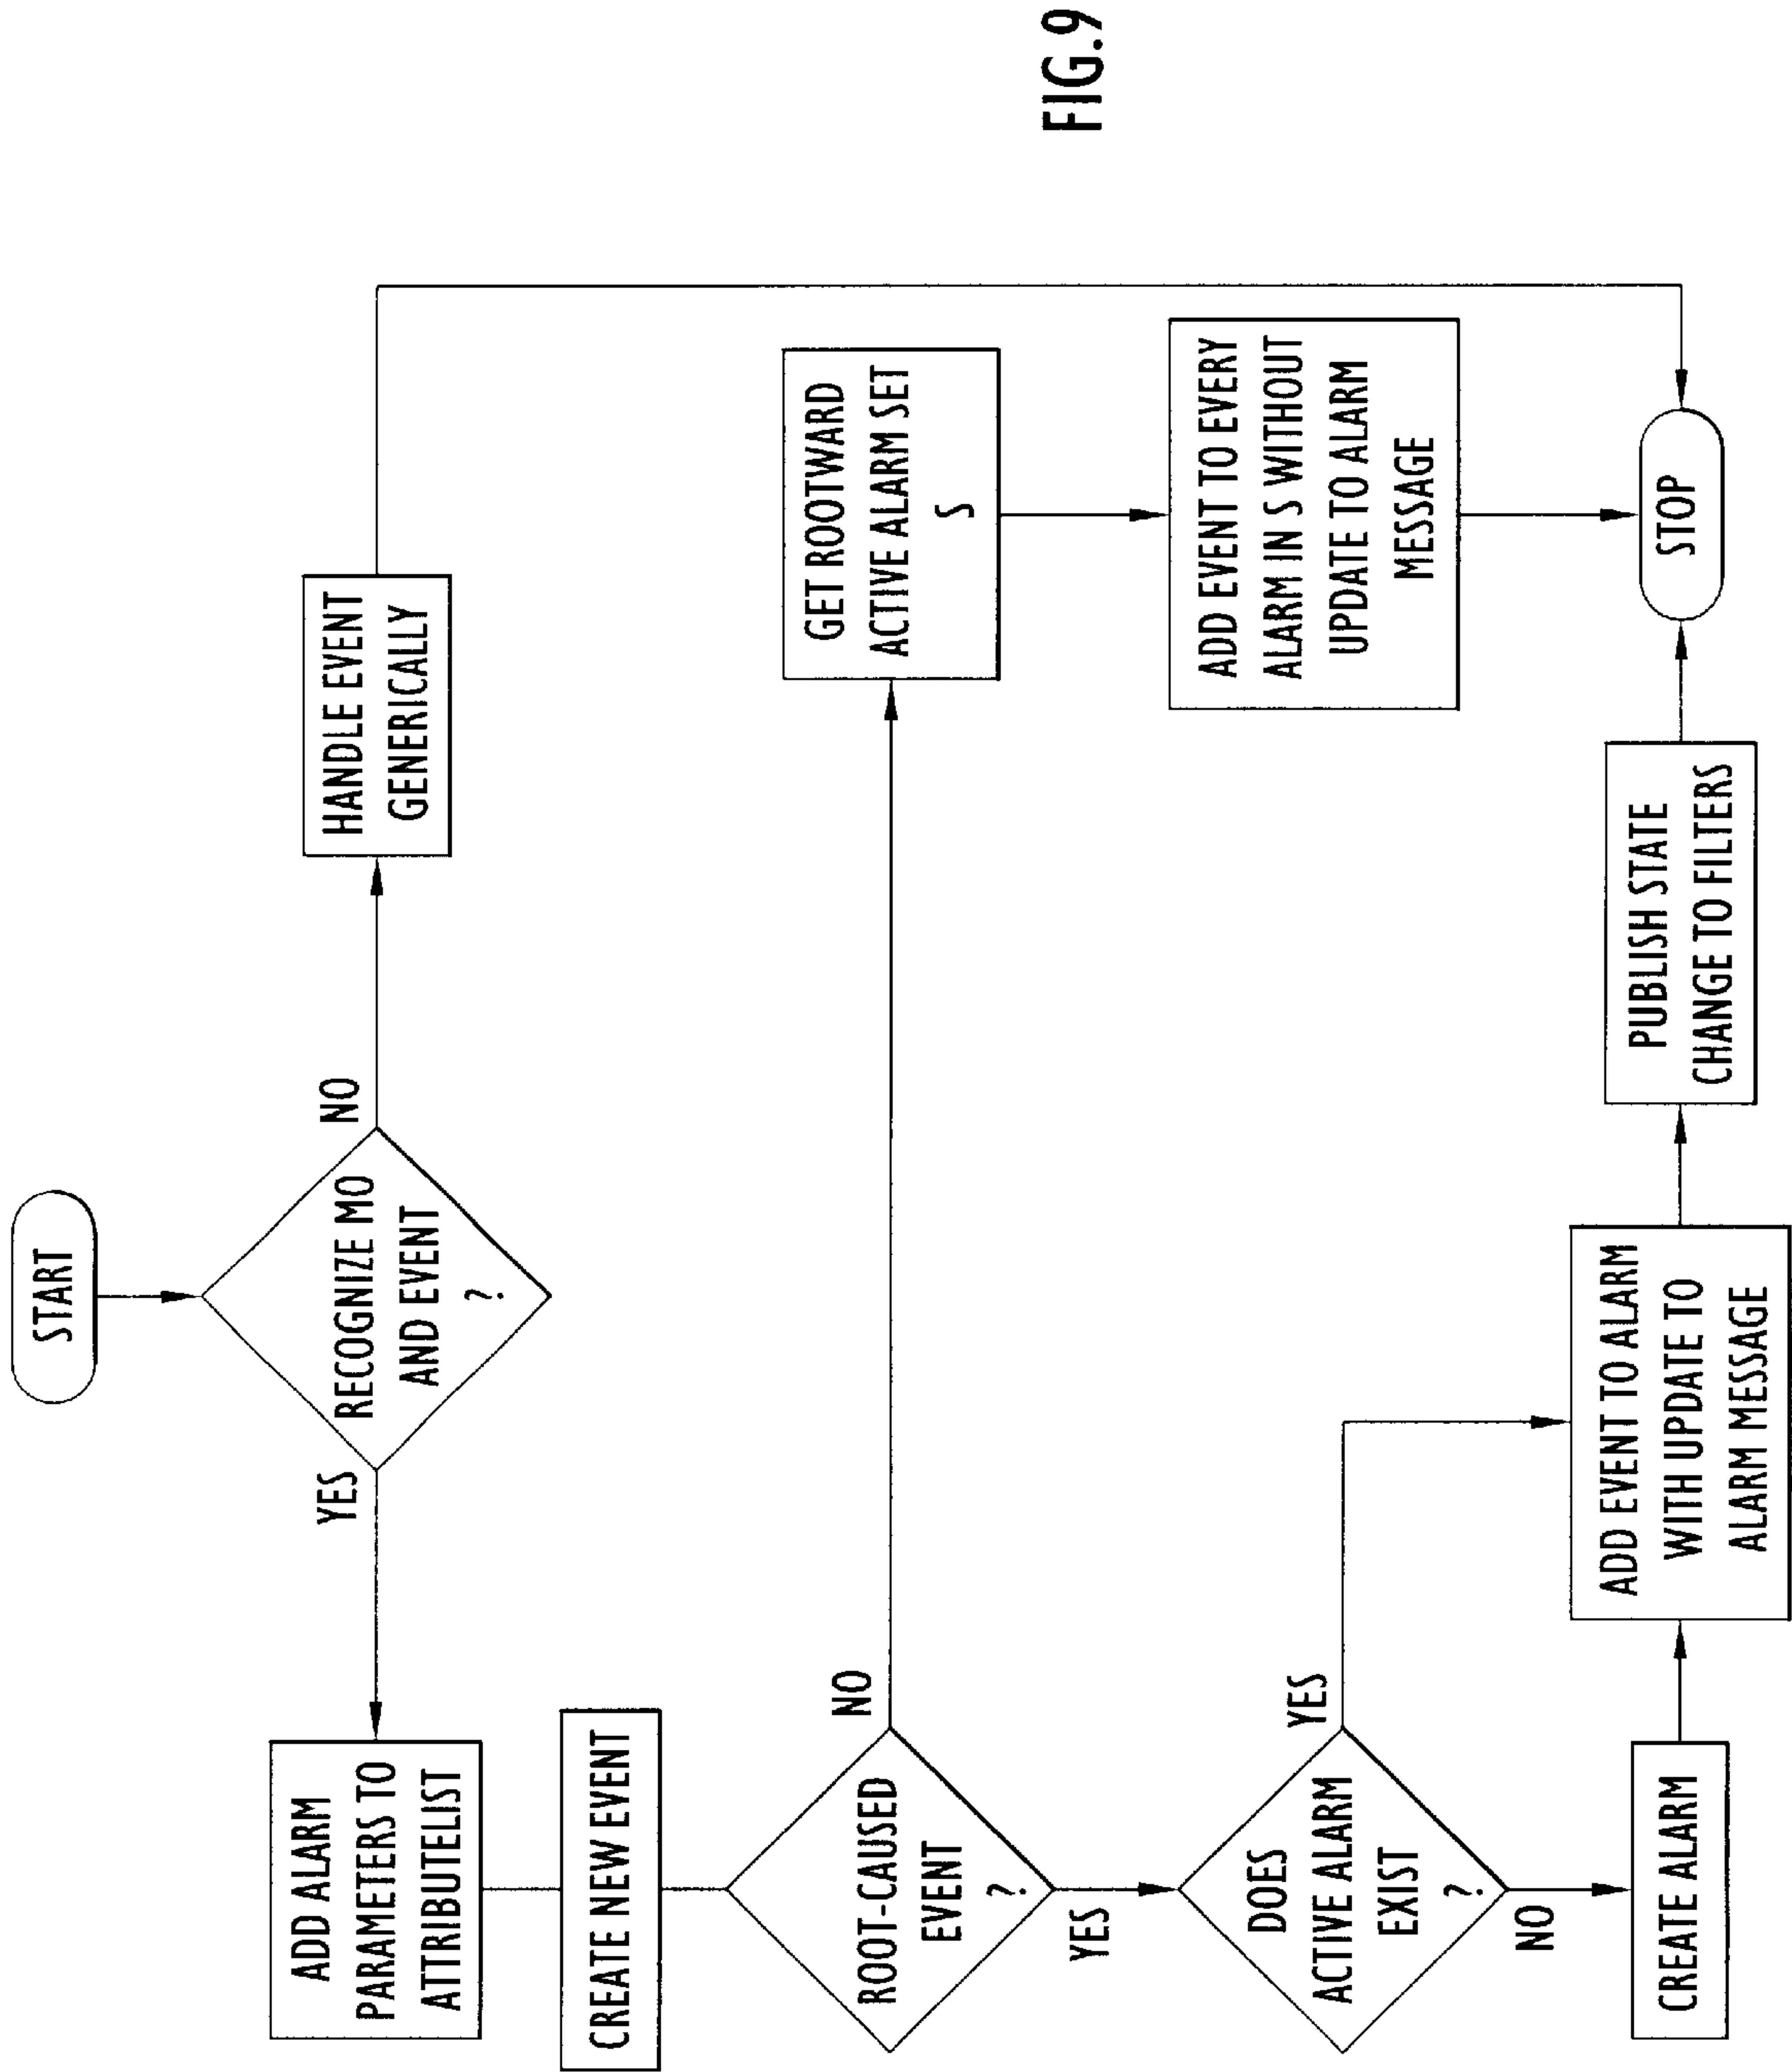 START
RECOGNIZE MO
AND EVENT
?
NO
HANDLE EVENT
GENERICALLY
YES
ADD ALARM
PARAMETERS TO
ATTRIBUTELIST
CREATE NEW EVENT
ROOT-CAUSED
EVENT
?
NO
GET ROOTWARD
ACTIVE ALARM SET
S
ADD EVENT TO EVERY
ALARM IN S WITHOUT
UPDATE TO ALARM
MESSAGE
YES
DOES
ACTIVE ALARM
EXIST
?
YES
NO
CREATE ALARM
ADD EVENT TO ALARM
WITH UPDATE TO
ALARM MESSAGE
PUBLISH STATE
CHANGE TO FILTERS
STOP
FIG.9